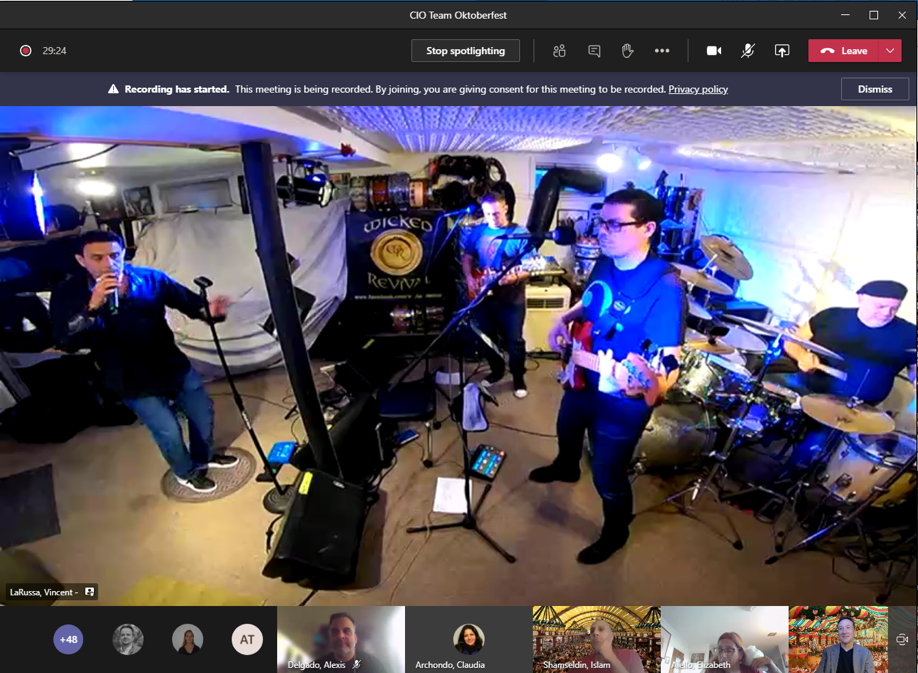 CIO Team Oktoberfest
29:24
Stop spotlighting
Leave
Recording has started. This meeting is being recorded. By joining, you are giving consent for this meeting to be recorded. Privacy policy
Dismiss
WICKED
REVIVAL
LaRussa, Vincent -
+48
AT
Delgado, Alexis
Archondo, Claudia
Shamseldin, Islam
Aiello, Elizabeth